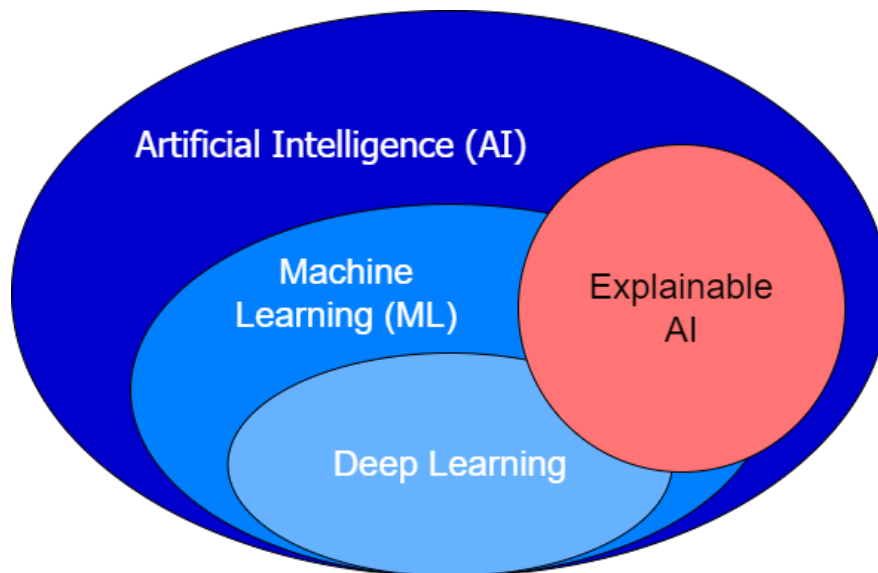 Artificial Intelligence (AI)
Machine
Learning (ML)
Explainable
AI
Deep Learning